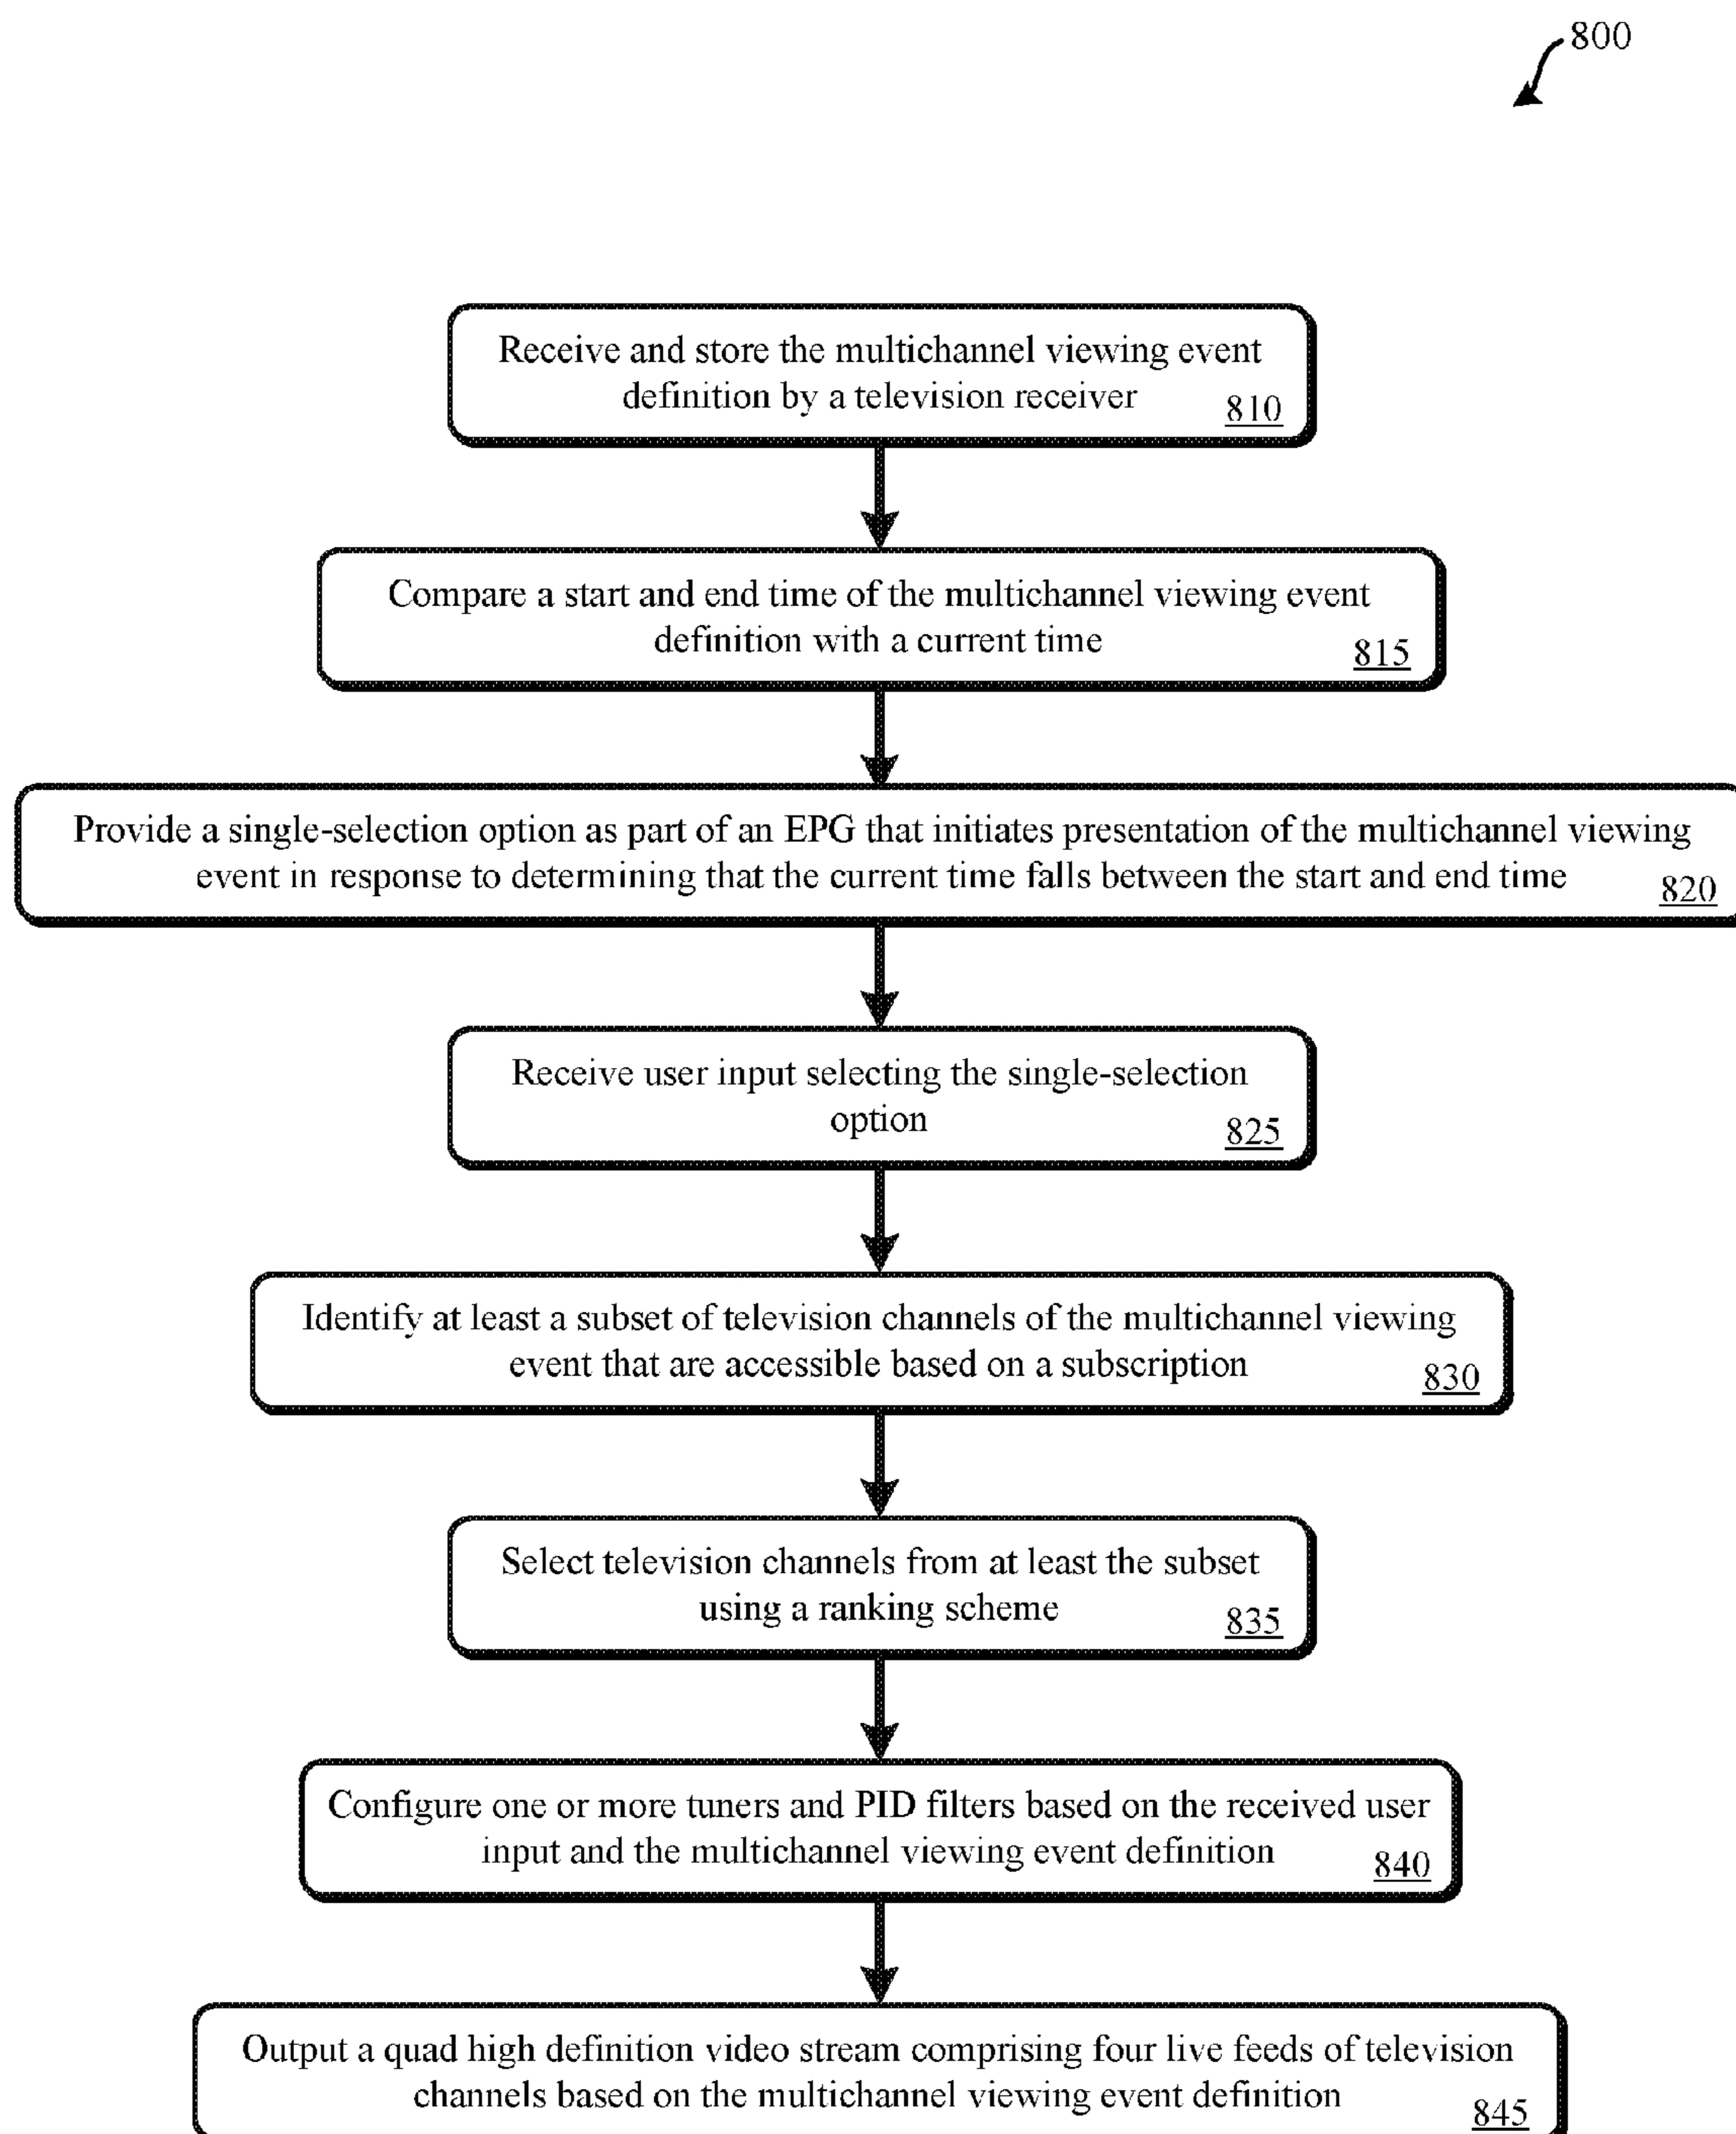 800
Receive and store the multichannel viewing event
definition by a television receiver
810
Compare a start and end time of the multichannel viewing event
definition with a current time
815
Provide a single-selection option as part of an EPG that initiates presentation of the multichannel viewing
event in response to determining that the current time falls between the start and end time
820
Receive user input selecting the single-selection
option
825
Identify at least a subset of television channels of the multichannel viewing
event that are accessible based on a subscription
830
Select television channels from at least the subset
using a ranking scheme
835
Configure one or more tuners and PID filters based on the received user
input and the multichannel viewing event definition
840
Output a quad high definition video stream comprising four live feeds of television
channels based on the multichannel viewing event definition
845